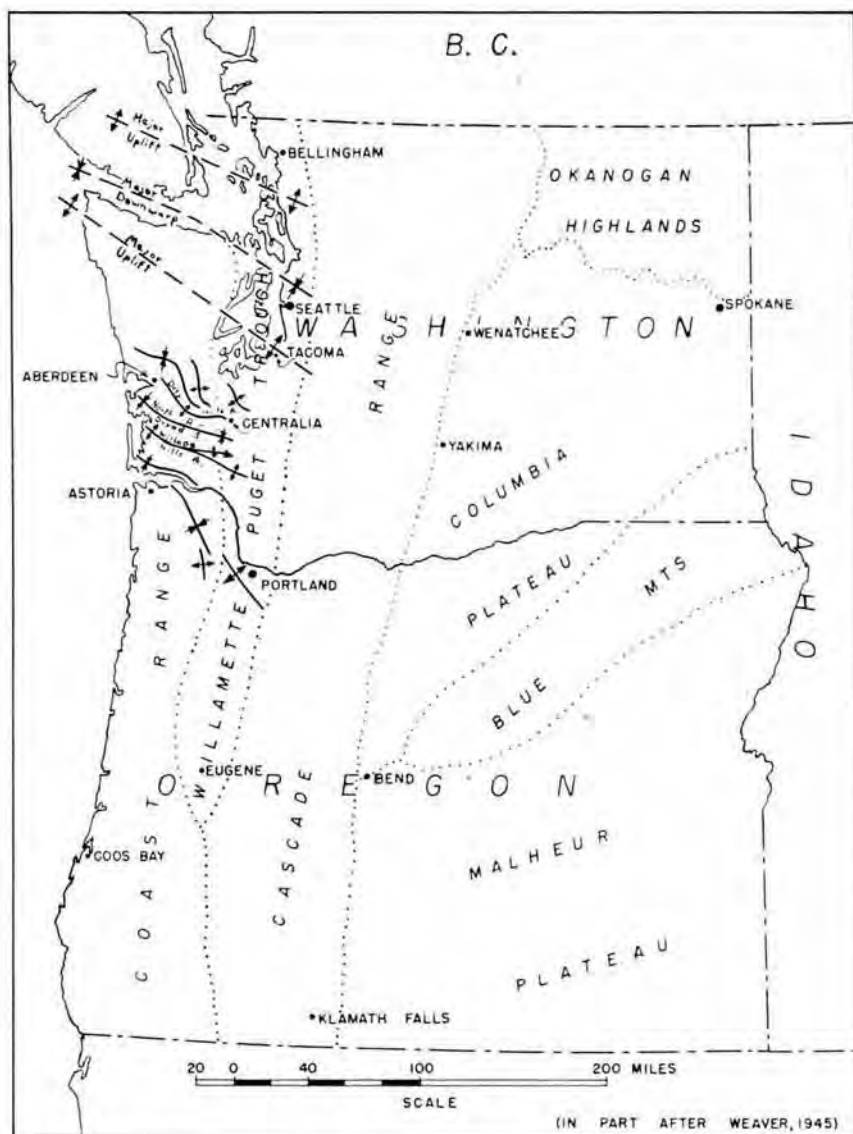 B. C.
Major
Uplift
BELLINGHAM
Major
Downwarp
OKANOGAN
HIGHLANDS
Major
Uplift
SEATTLE
SPOKANE
WASHINGTON
WENATCHEE
TACOMA
ABERDEEN
CENTRALIA
Willapa
Hills A.
YAKIMA
PUGET TROUGH
RANGE
COLUMBIA
IDAHO
ASTORIA
PORTLAND
PLATEAU
MTS
BLUE
COAST RANGE
WILLAMETTE
EUGENE
BEND
OREGON
CASCADE
COOS BAY
MALHEUR
PLATEAU
KLAMATH FALLS
20 0 40 100 200 MILES
SCALE
(IN PART AFTER WEAVER, 1945)